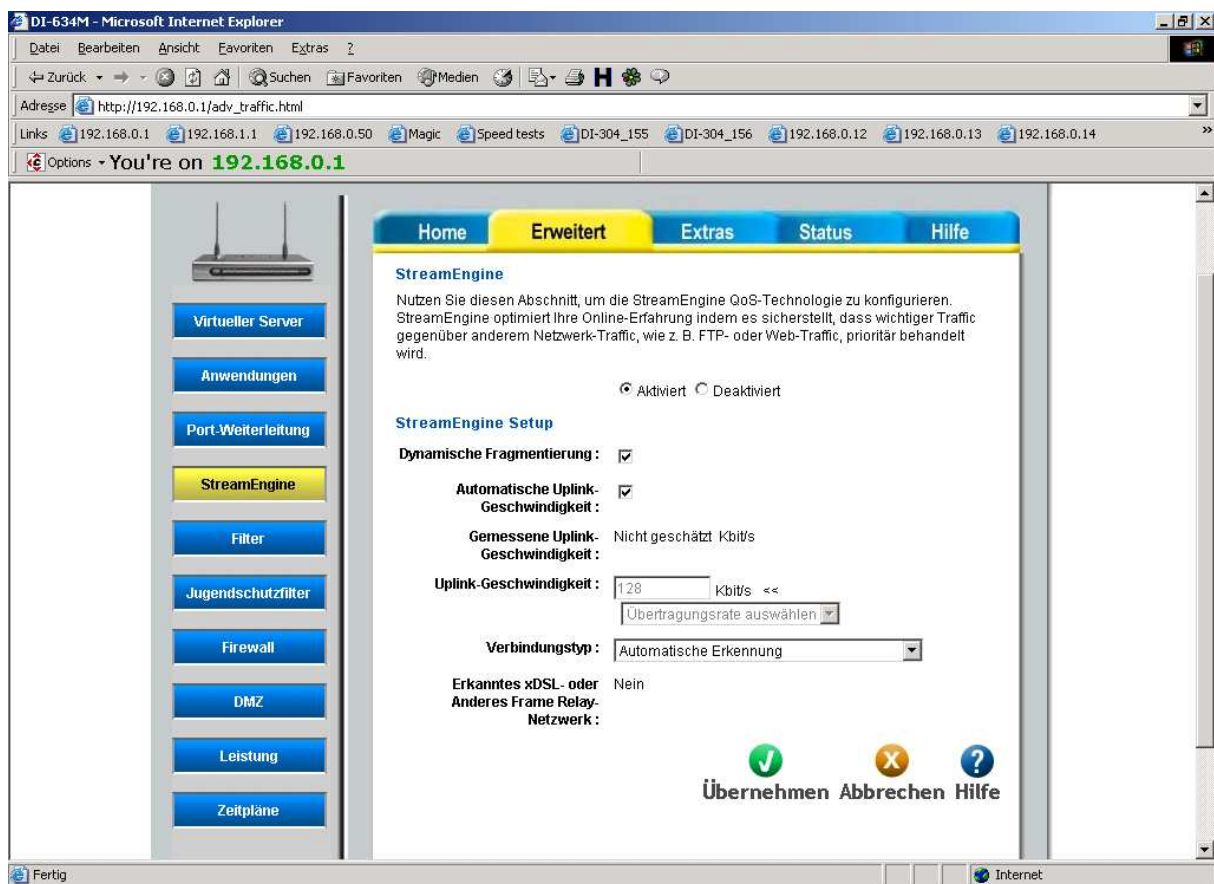 DI-634M - Microsoft Internet Explorer
Datei Bearbeiten Ansicht Favoriten Extras ?
Zurück Suchen Favoriten Medien
Adresse http://192.168.0.1/adv_traffic.html
Links 192.168.0.1 192.168.1.1 192.168.0.50 Magic Speed tests DI-304_155 DI-304_156 192.168.0.12 192.168.0.13 192.168.0.14 »
Options You're on 192.168.0.1
Home Erweitert Extras Status Hilfe
Virtueller Server
Anwendungen
Port-Weiterleitung
StreamEngine
Filter
Jugendschutzfilter
Firewall
DMZ
Leistung
Zeitpläne
StreamEngine
Nutzen Sie diesen Abschnitt, um die StreamEngine QoS-Technologie zu konfigurieren.
StreamEngine optimiert Ihre Online-Erfahrung indem es sicherstellt, dass wichtiger Traffic
gegenüber anderem Netzwerk-Traffic, wie z. B. FTP- oder Web-Traffic, prioritär behandelt
wird.
Aktiviert Deaktiviert
StreamEngine Setup
Dynamische Fragmentierung :
Automatische Uplink-
Geschwindigkeit :
Gemessene Uplink- Nicht geschätzt Kbit/s
Geschwindigkeit :
Uplink-Geschwindigkeit : 128 Kbit/s <<
Übertragungsrate auswählen
Verbindungstyp : Automatische Erkennung
Erkanntes xDSL- oder Nein
Anderes Frame Relay-
Netzwerk :
Übernehmen Abbrechen Hilfe
Fertig Internet